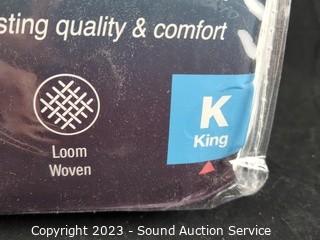 sting quality & comfort
K
King
Loom
Woven
Copyright 2023 - Sound Auction Service